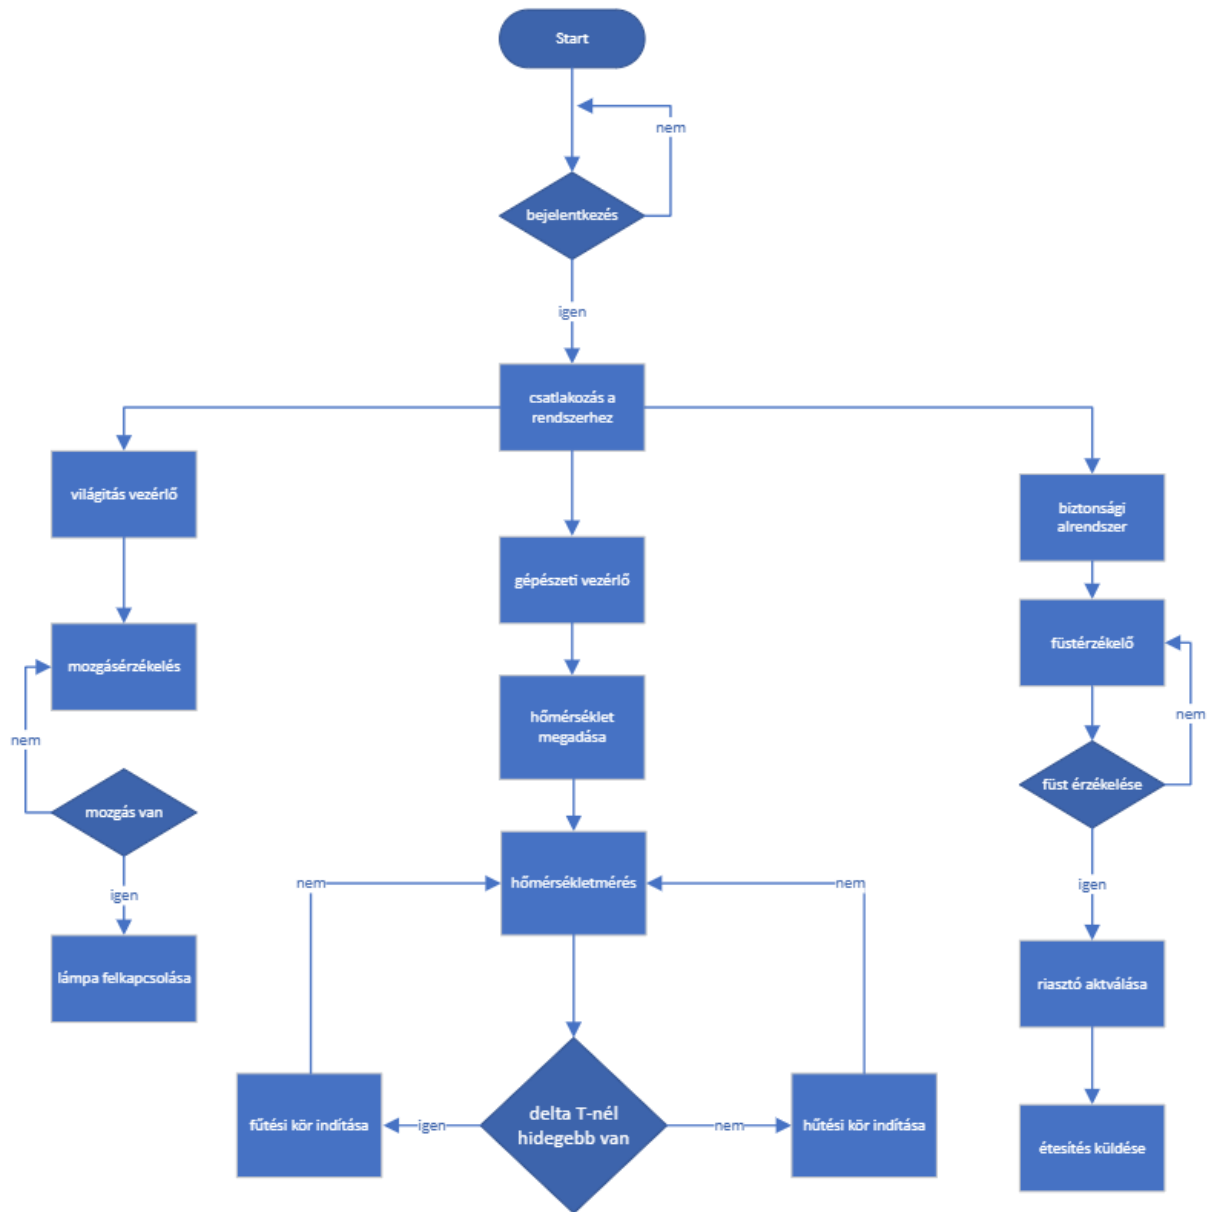 Start
nem
bejelentkezés
igen
csatlakozás a
rendszerhez
világitás vezérlő
biztonsági
alrendszer
gépészeti vezérlő
füstérzékelő
mozgásérzékelés
hőmérséklet
megadása
nem
nem
füst érzékelése
mozgás van
nem
hőmérsékletmérés
nem
igen
igen
lámpa felkapcsolása
riasztó aktválása
fűtési kör indítása
igen
delta T-nél
hidegebb van
nem
hűtési kör indítása
étesítés küldése